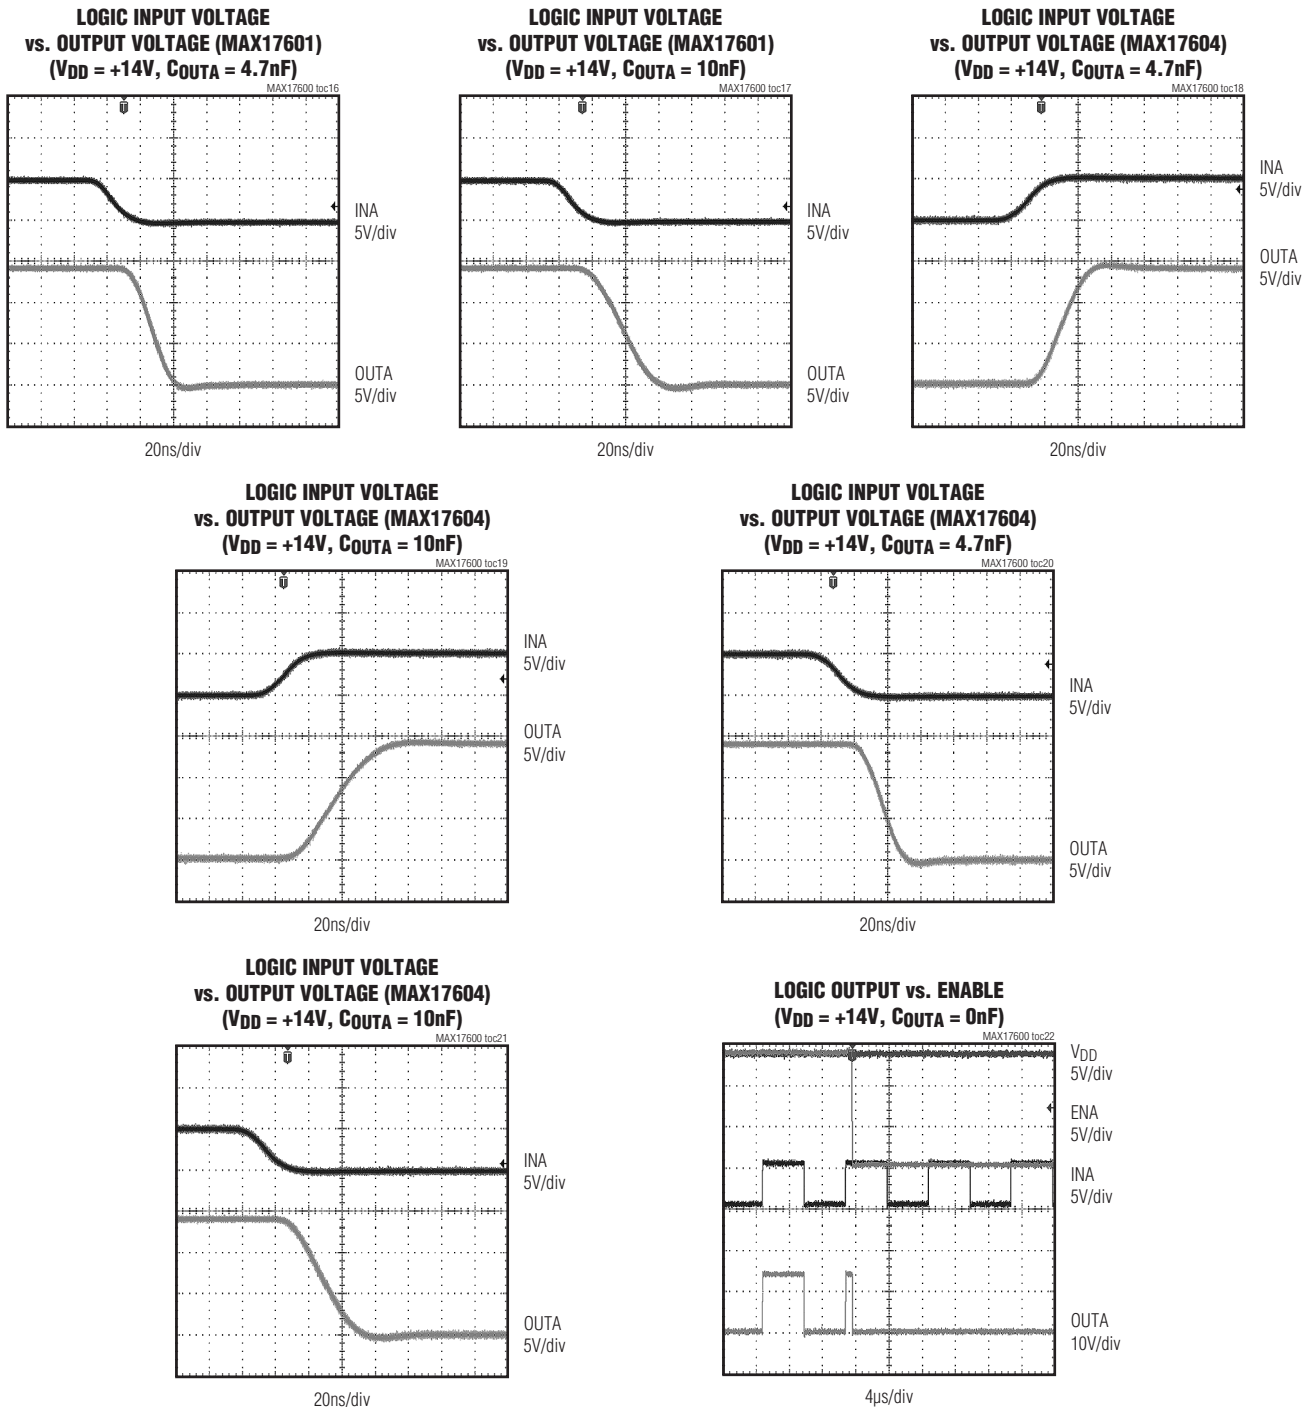 LOGIC INPUT VOLTAGE
vs. OUTPUT VOLTAGE (MAX17601)
(VDD = +14V, COUTA = 4.7nF)
MAX17600 toc16
INA
5V/div
OUTA
5V/div
20ns/div
LOGIC INPUT VOLTAGE
vs. OUTPUT VOLTAGE (MAX17601)
(VDD = +14V, COUTA = 10nF)
MAX17600 toc17
INA
5V/div
OUTA
5V/div
20ns/div
LOGIC INPUT VOLTAGE
vs. OUTPUT VOLTAGE (MAX17604)
(VDD = +14V, COUTA = 4.7nF)
MAX17600 toc18
INA
5V/div
OUTA
5V/div
20ns/div
LOGIC INPUT VOLTAGE
vs. OUTPUT VOLTAGE (MAX17604)
(VDD = +14V, COUTA = 10nF)
MAX17600 toc19
INA
5V/div
OUTA
5V/div
20ns/div
LOGIC INPUT VOLTAGE
vs. OUTPUT VOLTAGE (MAX17604)
(VDD = +14V, COUTA = 4.7nF)
MAX17600 toc20
INA
5V/div
OUTA
5V/div
20ns/div
LOGIC INPUT VOLTAGE
vs. OUTPUT VOLTAGE (MAX17604)
(VDD = +14V, COUTA = 10nF)
MAX17600 toc21
INA
5V/div
OUTA
5V/div
20ns/div
LOGIC OUTPUT vs. ENABLE
(VDD = +14V, COUTA = 0nF)
MAX17600 toc22
VDD
5V/div
ENA
5V/div
INA
5V/div
OUTA
10V/div
4µs/div